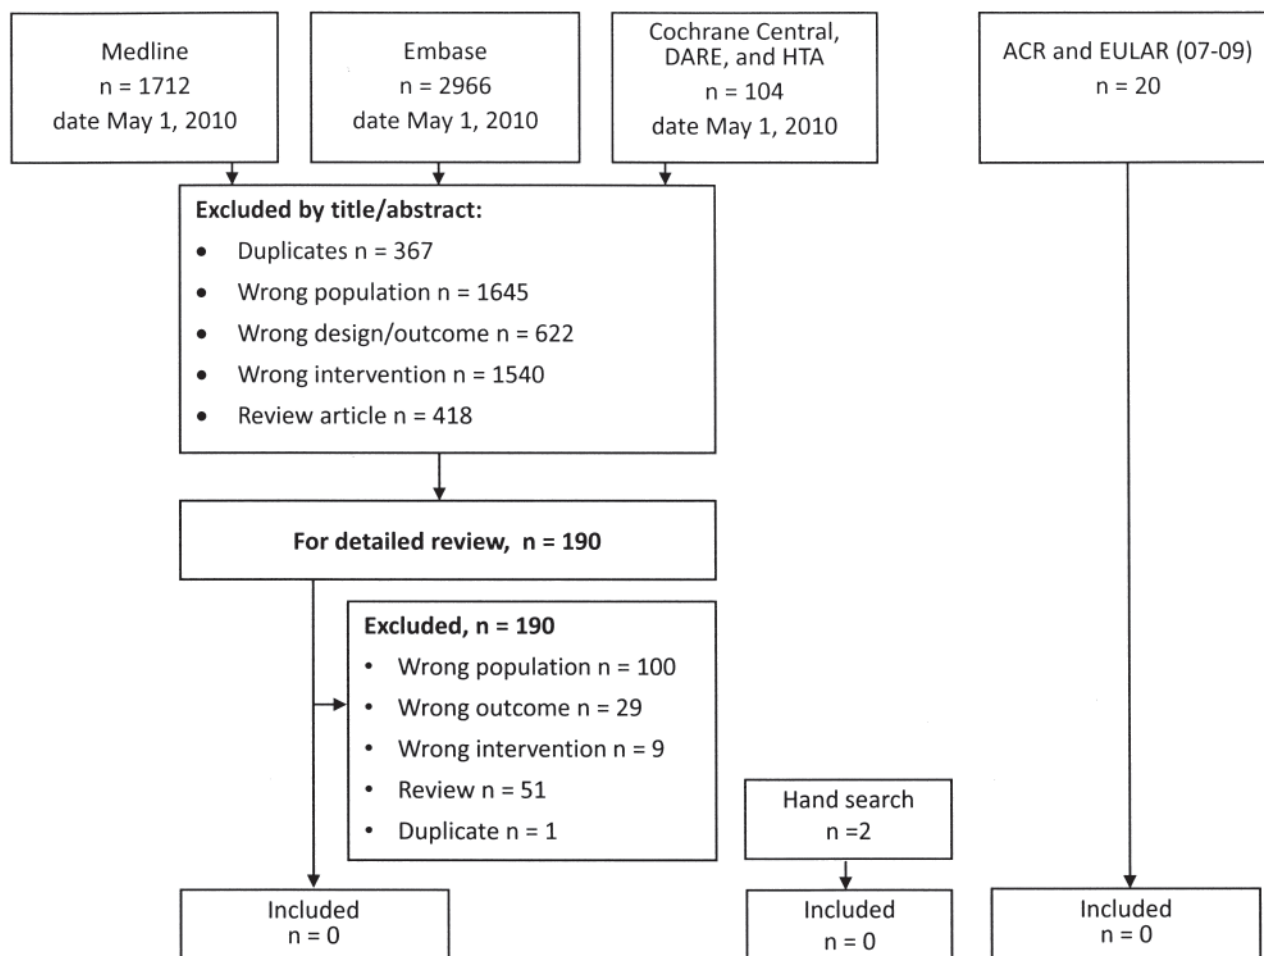 Medline
n = 1712
date May 1, 2010
Embase
n = 2966
date May 1, 2010
Cochrane Central,
DARE, and HTA
n = 104
date May 1, 2010
ACR and EULAR (07-09)
n = 20
Excluded by title/abstract:
• Duplicates n = 367
• Wrong population n = 1645
• Wrong design/outcome n = 622
• Wrong intervention n = 1540
• Review article n = 418
For detailed review, n = 190
Excluded, n = 190
• Wrong population n = 100
• Wrong outcome n = 29
• Wrong intervention n = 9
• Review n = 51
• Duplicate n = 1
Hand search
n =2
Included
n = 0
Included
n = 0
Included
n = 0